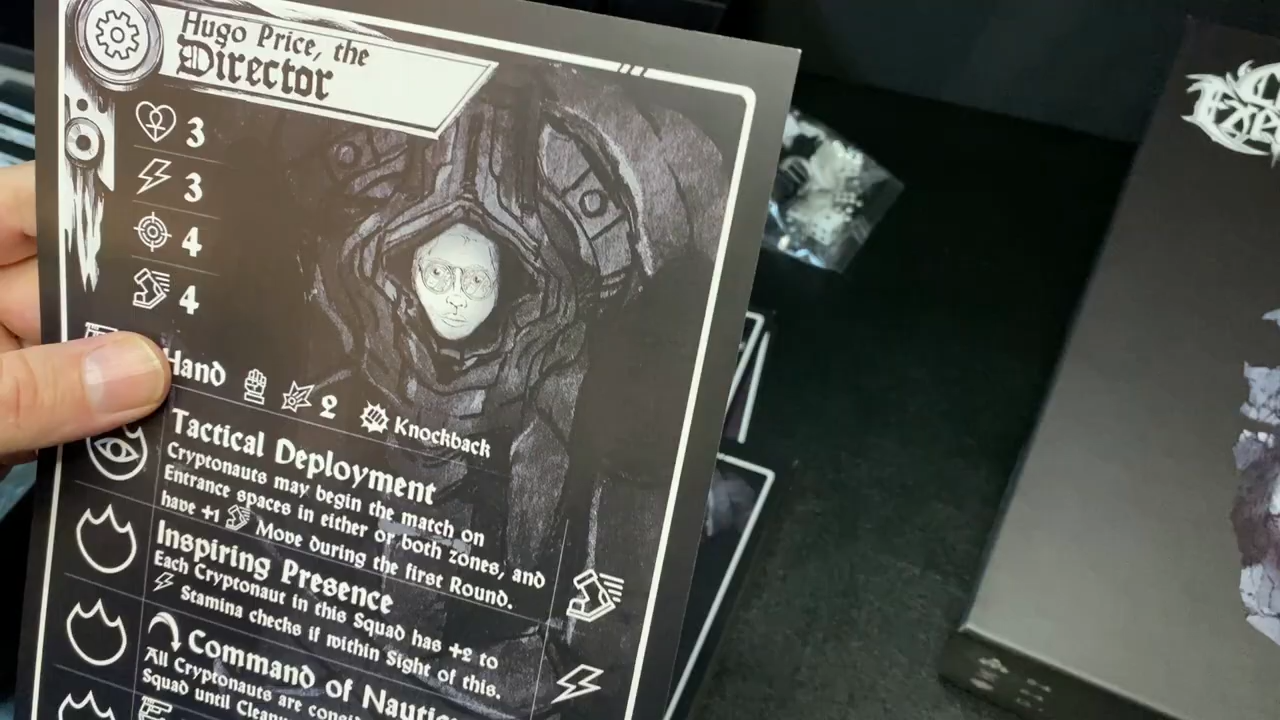 Hugo Price, the
Director
3
3
4
4
Hand 2 Knockback
Tactical Deployment
Cryptonauts may begin the match on
Entrance spaces in either or both zones, and
have +1 Move during the first Round.
Inspiring Presence
Each Cryptonaut in this Squad has +2 to
Stamina checks if within Sight of this.
Command of
All Cryptonauts are
Squad until